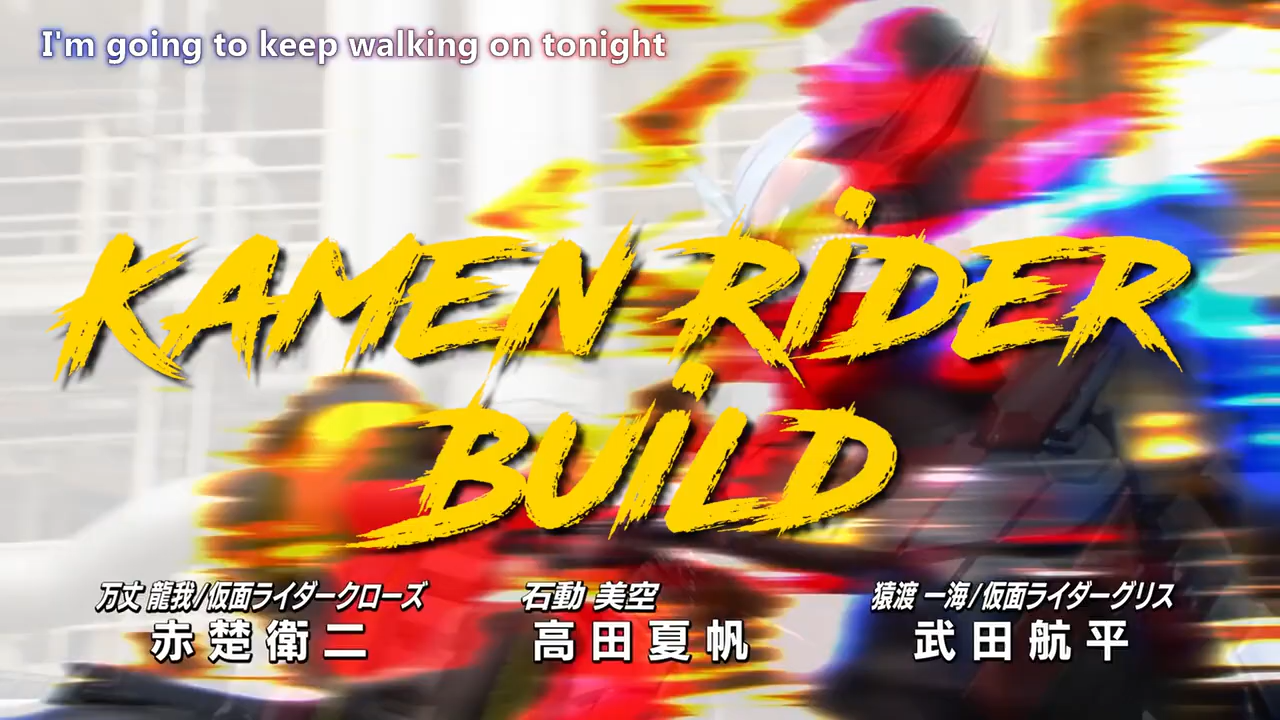 I'm going to keep walking on tonight
KAMEN RIDER
BUILD
万丈 龍我/仮面ライダークローズ
赤楚衛二
石動 美空
高田夏帆
猿渡 一海/仮面ライダーグリス
武田航平